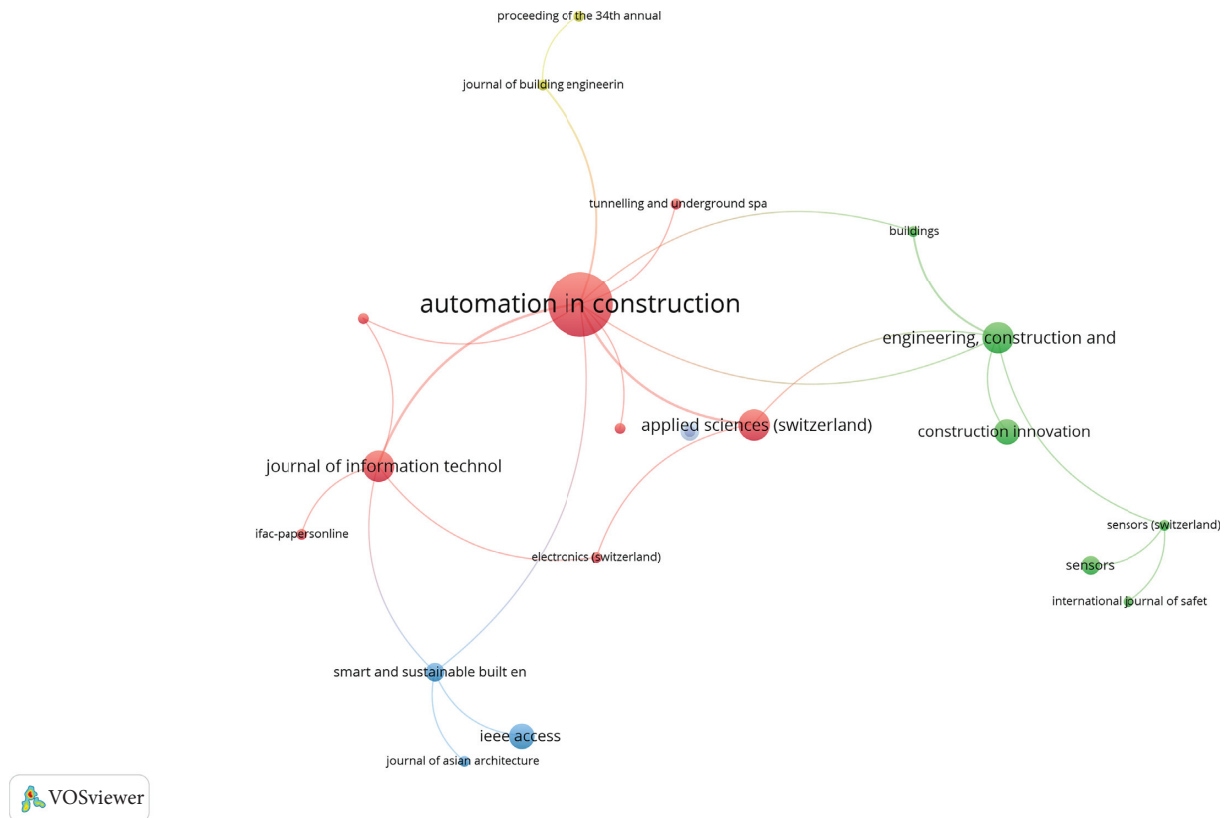 proceeding of the 34th annual
journal of building engineerin
tunnelling and underground spa
buildings
automation in construction
engineering, construction and
applied sciences (switzerland)
construction innovation
journal of information technol
sensors (switzerland)
ifac-papersonline
electronics (switzerland)
sensors
international journal of safet
smart and sustainable built en
ieee access
journal of asian architecture
VOSviewer